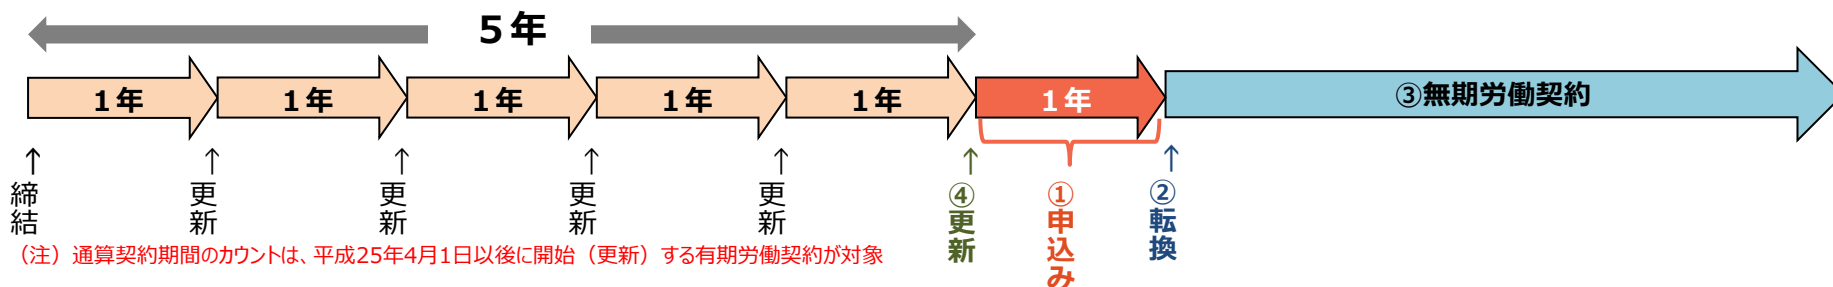 ５年
１年
１年
１年
１年
１年
１年
③無期労働契約
↑
締結
↑
更新
↑
更新
↑
更新
↑
更新
↑
④更新
①申込み
↑
②転換
（注）通算契約期間のカウントは、平成25年4月1日以後に開始（更新）する有期労働契約が対象